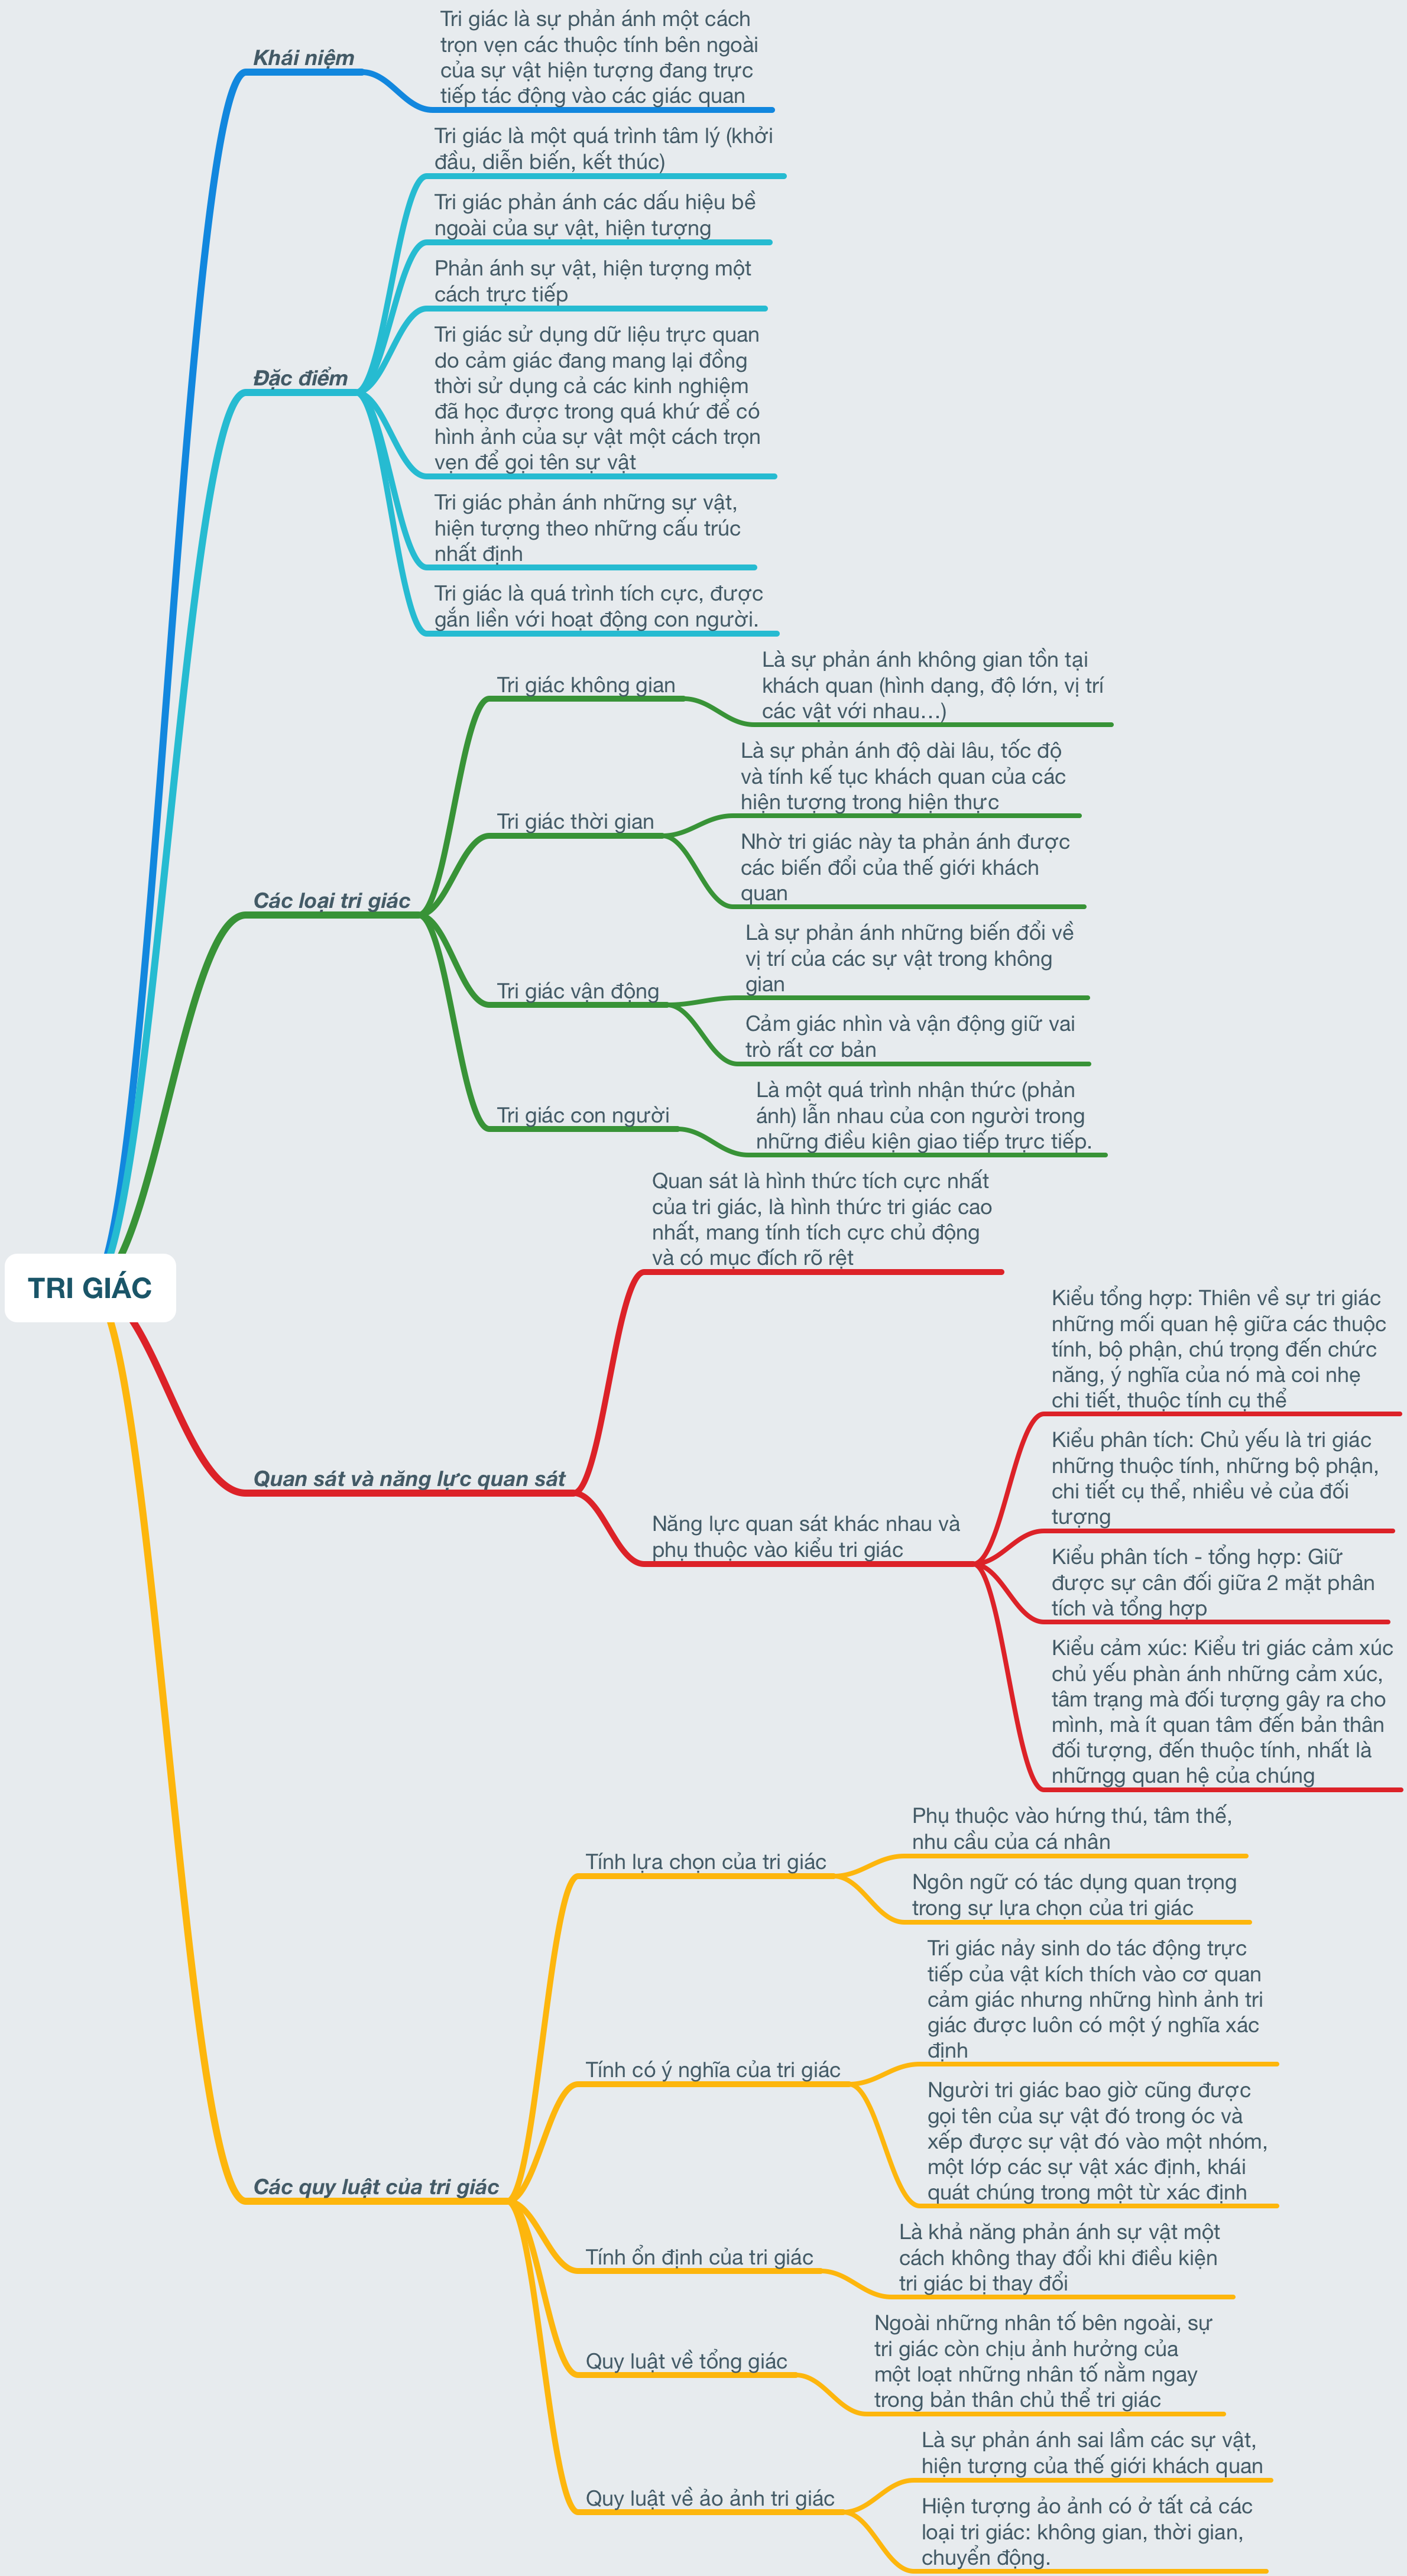 TRI GIÁC
Khái niệm
Tri giác là sự phản ánh một cách
trọn vẹn các thuộc tính bên ngoài
của sự vật hiện tượng đang trực
tiếp tác động vào các giác quan
Đặc điểm
Tri giác là một quá trình tâm lý (khởi
đầu, diễn biến, kết thúc)
Tri giác phản ánh các dấu hiệu bề
ngoài của sự vật, hiện tượng
Phản ánh sự vật, hiện tượng một
cách trực tiếp
Tri giác sử dụng dữ liệu trực quan
do cảm giác đang mang lại đồng
thời sử dụng cả các kinh nghiệm
đã học được trong quá khứ để có
hình ảnh của sự vật một cách trọn
vẹn để gọi tên sự vật
Tri giác phản ánh những sự vật,
hiện tượng theo những cấu trúc
nhất định
Tri giác là quá trình tích cực, được
gắn liền với hoạt động con người.
Các loại tri giác
Tri giác không gian
Là sự phản ánh không gian tồn tại
khách quan (hình dạng, độ lớn, vị trí
các vật với nhau…)
Tri giác thời gian
Là sự phản ánh độ dài lâu, tốc độ
và tính kế tục khách quan của các
hiện tượng trong hiện thực
Nhờ tri giác này ta phản ánh được
các biến đổi của thế giới khách
quan
Tri giác vận động
Là sự phản ánh những biến đổi về
vị trí của các sự vật trong không
gian
Cảm giác nhìn và vận động giữ vai
trò rất cơ bản
Tri giác con người
Là một quá trình nhận thức (phản
ánh) lẫn nhau của con người trong
những điều kiện giao tiếp trực tiếp.
Quan sát và năng lực quan sát
Quan sát là hình thức tích cực nhất
của tri giác, là hình thức tri giác cao
nhất, mang tính tích cực chủ động
và có mục đích rõ rệt
Năng lực quan sát khác nhau và
phụ thuộc vào kiểu tri giác
Kiểu tổng hợp: Thiên về sự tri giác
những mối quan hệ giữa các thuộc
tính, bộ phận, chú trọng đến chức
năng, ý nghĩa của nó mà coi nhẹ
chi tiết, thuộc tính cụ thể
Kiểu phân tích: Chủ yếu là tri giác
những thuộc tính, những bộ phận,
chi tiết cụ thể, nhiều vẻ của đối
tượng
Kiểu phân tích - tổng hợp: Giữ
được sự cân đối giữa 2 mặt phân
tích và tổng hợp
Kiểu cảm xúc: Kiểu tri giác cảm xúc
chủ yếu phàn ánh những cảm xúc,
tâm trạng mà đối tượng gây ra cho
mình, mà ít quan tâm đến bản thân
đối tượng, đến thuộc tính, nhất là
nhữngg quan hệ của chúng
Các quy luật của tri giác
Tính lựa chọn của tri giác
Phụ thuộc vào hứng thú, tâm thế,
nhu cầu của cá nhân
Ngôn ngữ có tác dụng quan trọng
trong sự lựa chọn của tri giác
Tính có ý nghĩa của tri giác
Tri giác nảy sinh do tác động trực
tiếp của vật kích thích vào cơ quan
cảm giác nhưng những hình ảnh tri
giác được luôn có một ý nghĩa xác
định
Người tri giác bao giờ cũng được
gọi tên của sự vật đó trong óc và
xếp được sự vật đó vào một nhóm,
một lớp các sự vật xác định, khái
quát chúng trong một từ xác định
Tính ổn định của tri giác
Là khả năng phản ánh sự vật một
cách không thay đổi khi điều kiện
tri giác bị thay đổi
Quy luật về tổng giác
Ngoài những nhân tố bên ngoài, sự
tri giác còn chịu ảnh hưởng của
một loạt những nhân tố nằm ngay
trong bản thân chủ thể tri giác
Quy luật về ảo ảnh tri giác
Là sự phản ánh sai lầm các sự vật,
hiện tượng của thế giới khách quan
Hiện tượng ảo ảnh có ở tất cả các
loại tri giác: không gian, thời gian,
chuyển động.